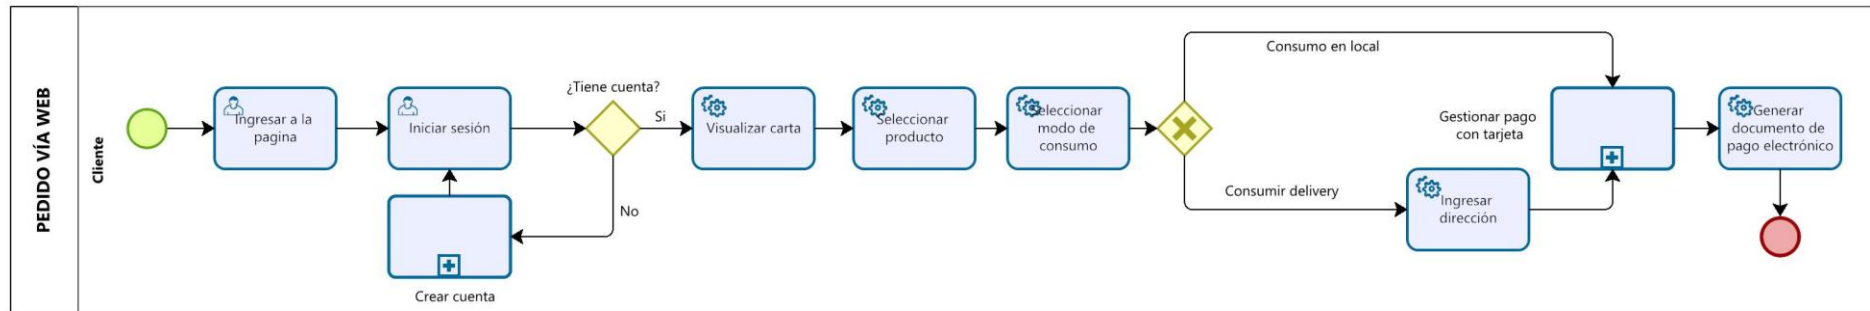 PEDIDO VÍA WEB
Cliente
Ingresar a la
pagina
Iniciar sesión
¿Tiene cuenta?
Si
No
Crear cuenta
Visualizar carta
Seleccionar
producto
Seleccionar
modo de
consumo
Consumo en local
Consumir delivery
Ingresar
dirección
Gestionar pago
con tarjeta
Generar
documento de
pago electrónico